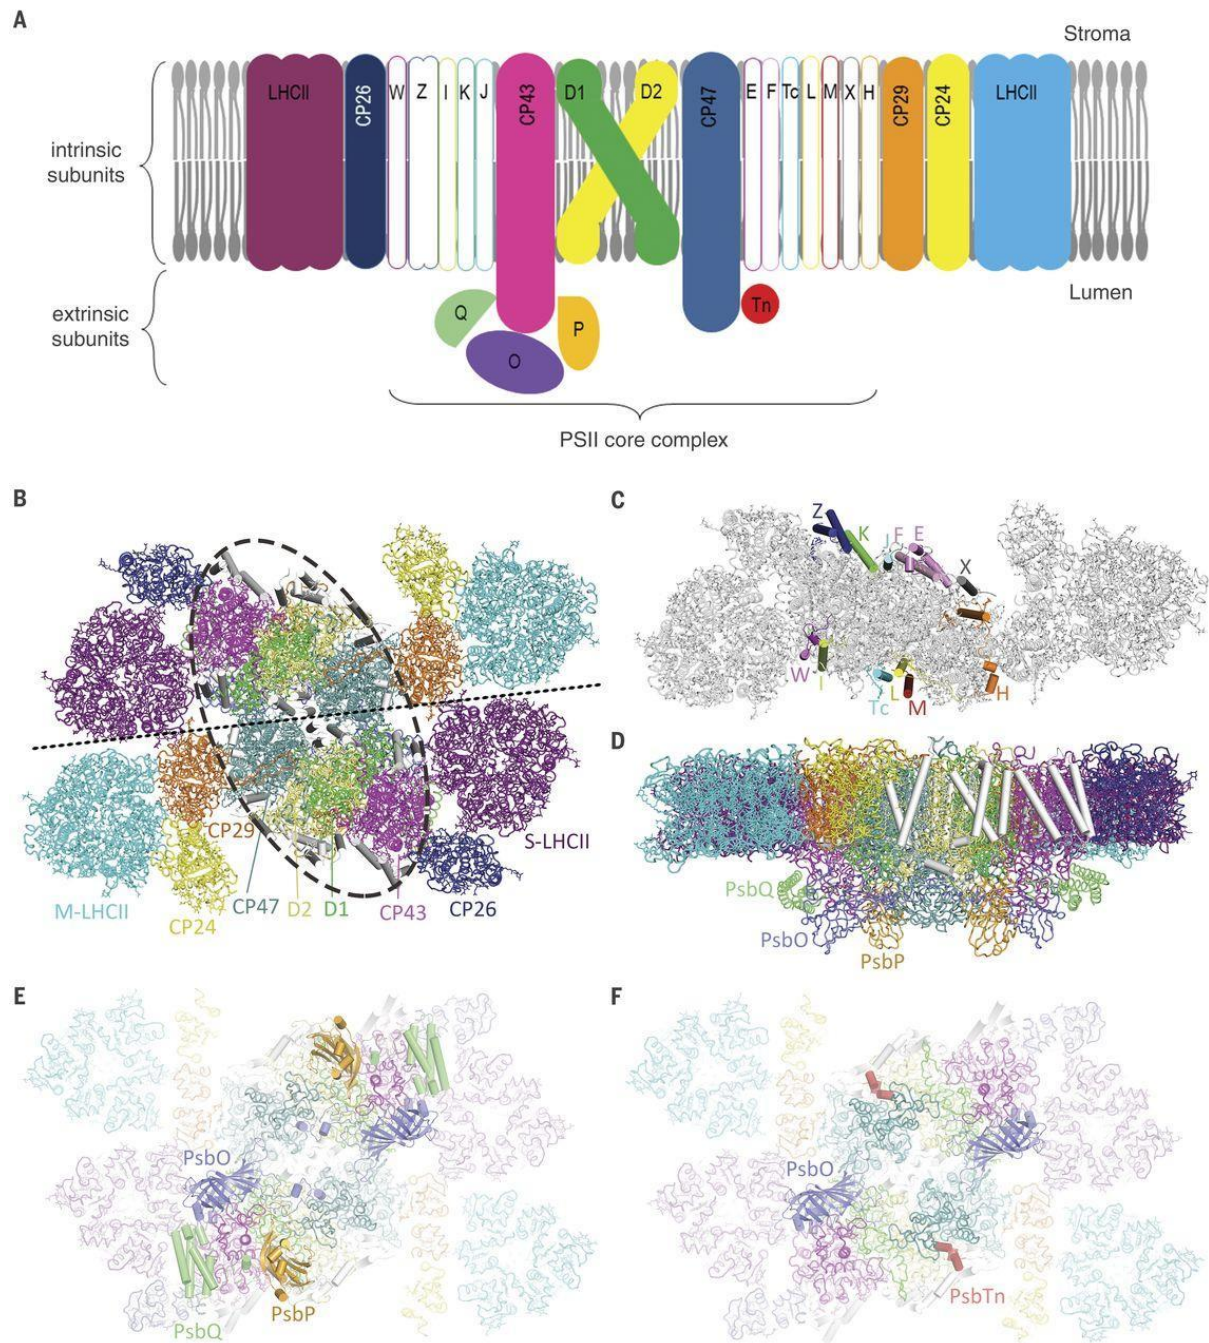 A
Stroma
intrinsic
subunits
LHCII
CP26
W
Z
I
K
J
CP43
D1
D2
CP47
E
F
Tc
L
M
X
H
CP29
CP24
LHCII
extrinsic
subunits
Lumen
Q
O
P
Tn
PSII core complex
B
CP29
S-LHCII
M-LHCII
CP24
CP47
D2
D1
CP43
CP26
C
Z
K
J
F
E
X
W
I
Tc
L
M
H
D
PsbQ
PsbO
PsbP
E
PsbO
PsbQ
PsbP
F
PsbO
PsbTn